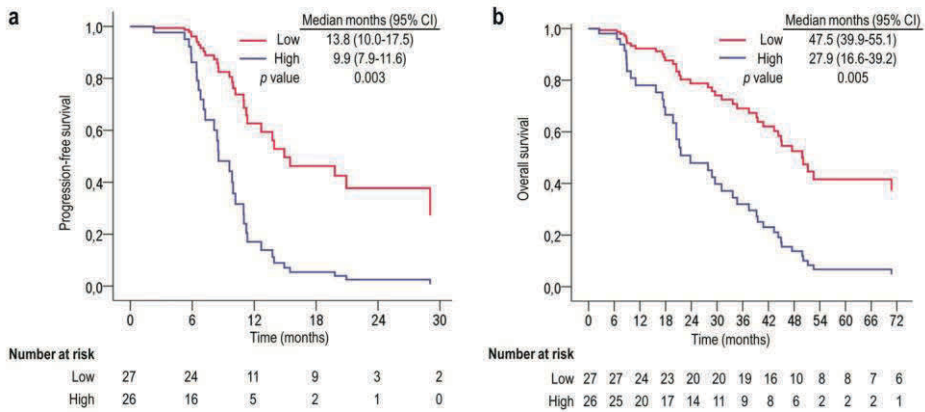 a
Median months (95% CI)
Low 13.8 (10.0-17.5)
High 9.9 (7.9-11.6)
p value 0.003
1,0
0,8
0,6
0,4
0,2
0,0
Progression-free survival
0 6 12 18 24 30
Time (months)
Number at risk
Low 27 24 11 9 3 2
High 26 16 5 2 1 0
b
Median months (95% CI)
Low 47.5 (39.9-55.1)
High 27.9 (16.6-39.2)
p value 0.005
1,0
0,8
0,6
0,4
0,2
0,0
Overall survival
0 6 12 18 24 30 36 42 48 54 60 66 72
Time (months)
Number at risk
Low 27 27 24 23 20 20 19 16 10 8 8 7 6
High 26 25 20 17 14 11 9 8 6 2 2 2 1